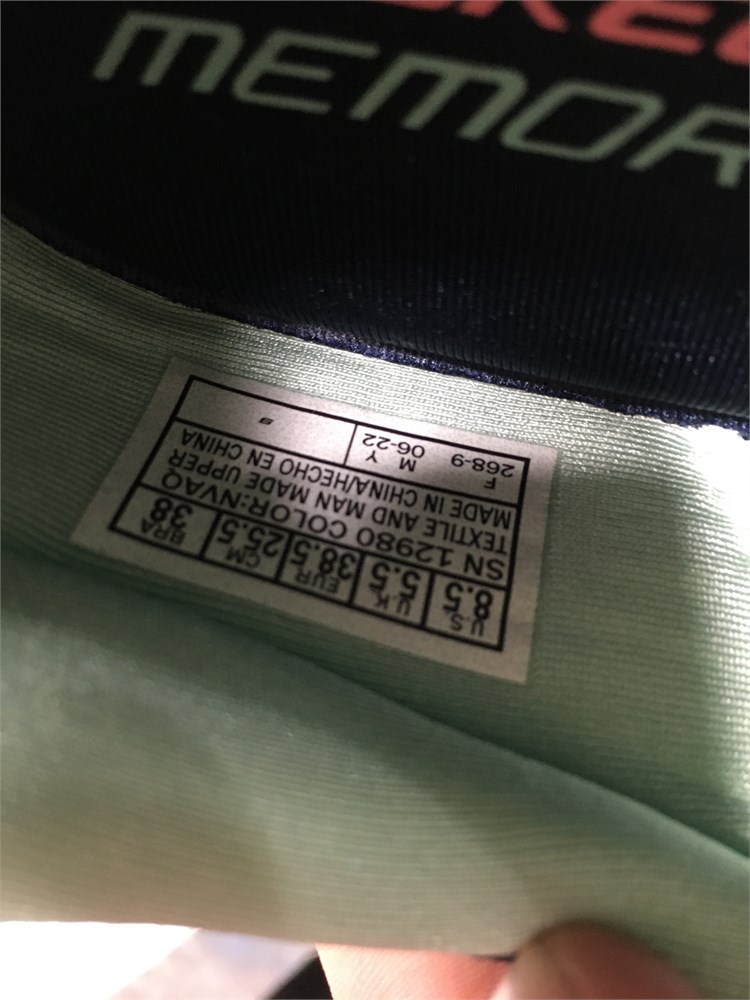 SKEC
MEMOR
U.S. U.K. EUR CM BRA
8.5 5.5 38.5 25.5 38
SN 12980 COLOR:NVAQ
TEXTILE AND MAN MADE UPPER
MADE IN CHINA/HECHO EN CHINA
F M Y
268-9 06-22